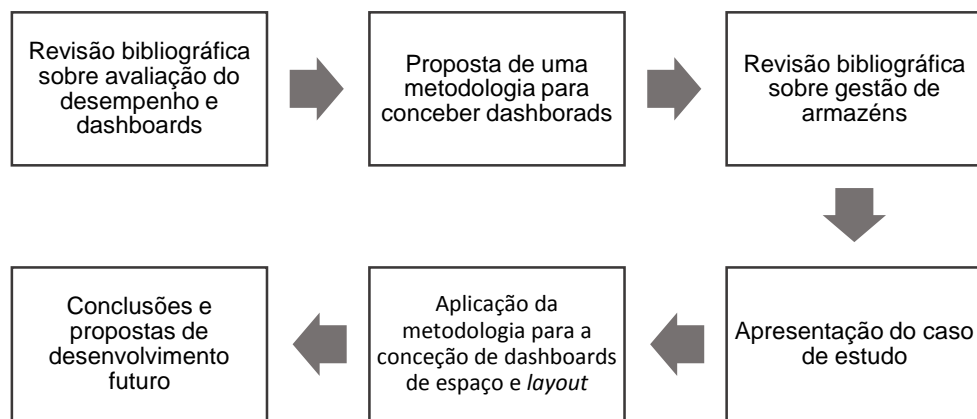 Revisão bibliográfica
sobre avaliação do
desempenho e
dashboards
Proposta de uma
metodologia para
conceber dashborads
Revisão bibliográfica
sobre gestão de
armazéns
Apresentação do caso
de estudo
Aplicação da
metodologia para a
conceção de dashboards
de espaço e layout
Conclusões e
propostas de
desenvolvimento
futuro